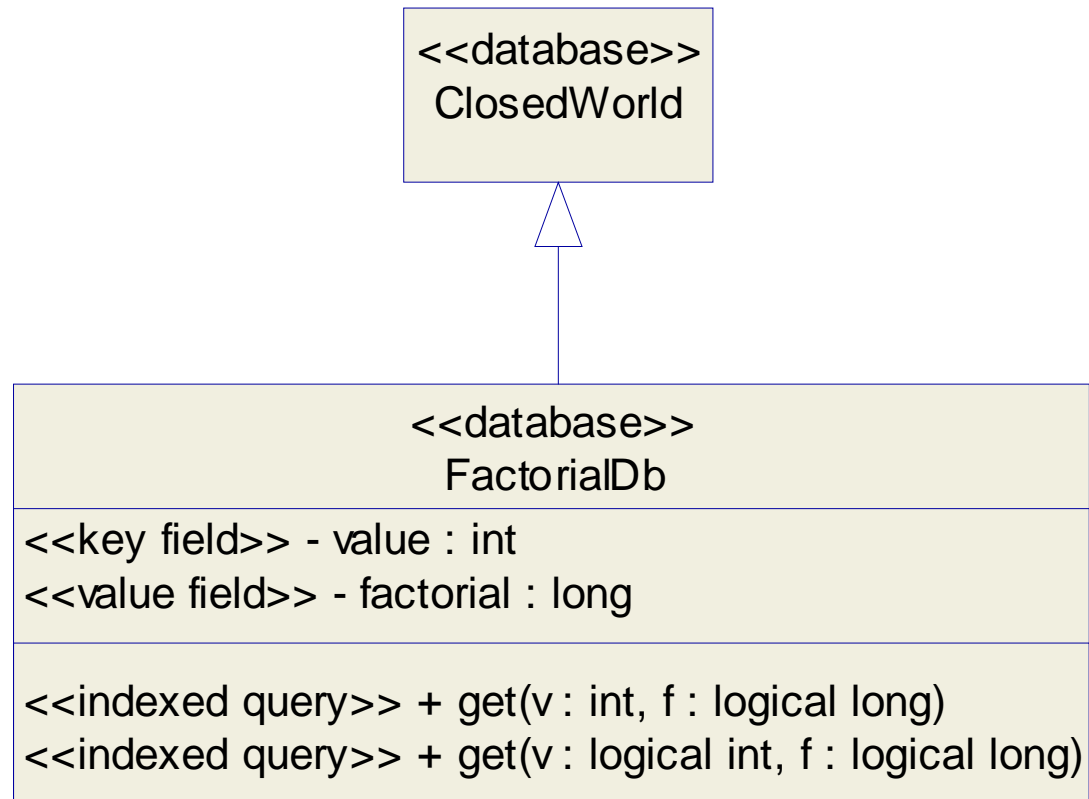 <<database>>
ClosedWorld
<<database>>
FactorialDb
<<key field>> - value : int
<<value field>> - factorial : long
<<indexed query>> + get(v : int, f : logical long)
<<indexed query>> + get(v : logical int, f : logical long)